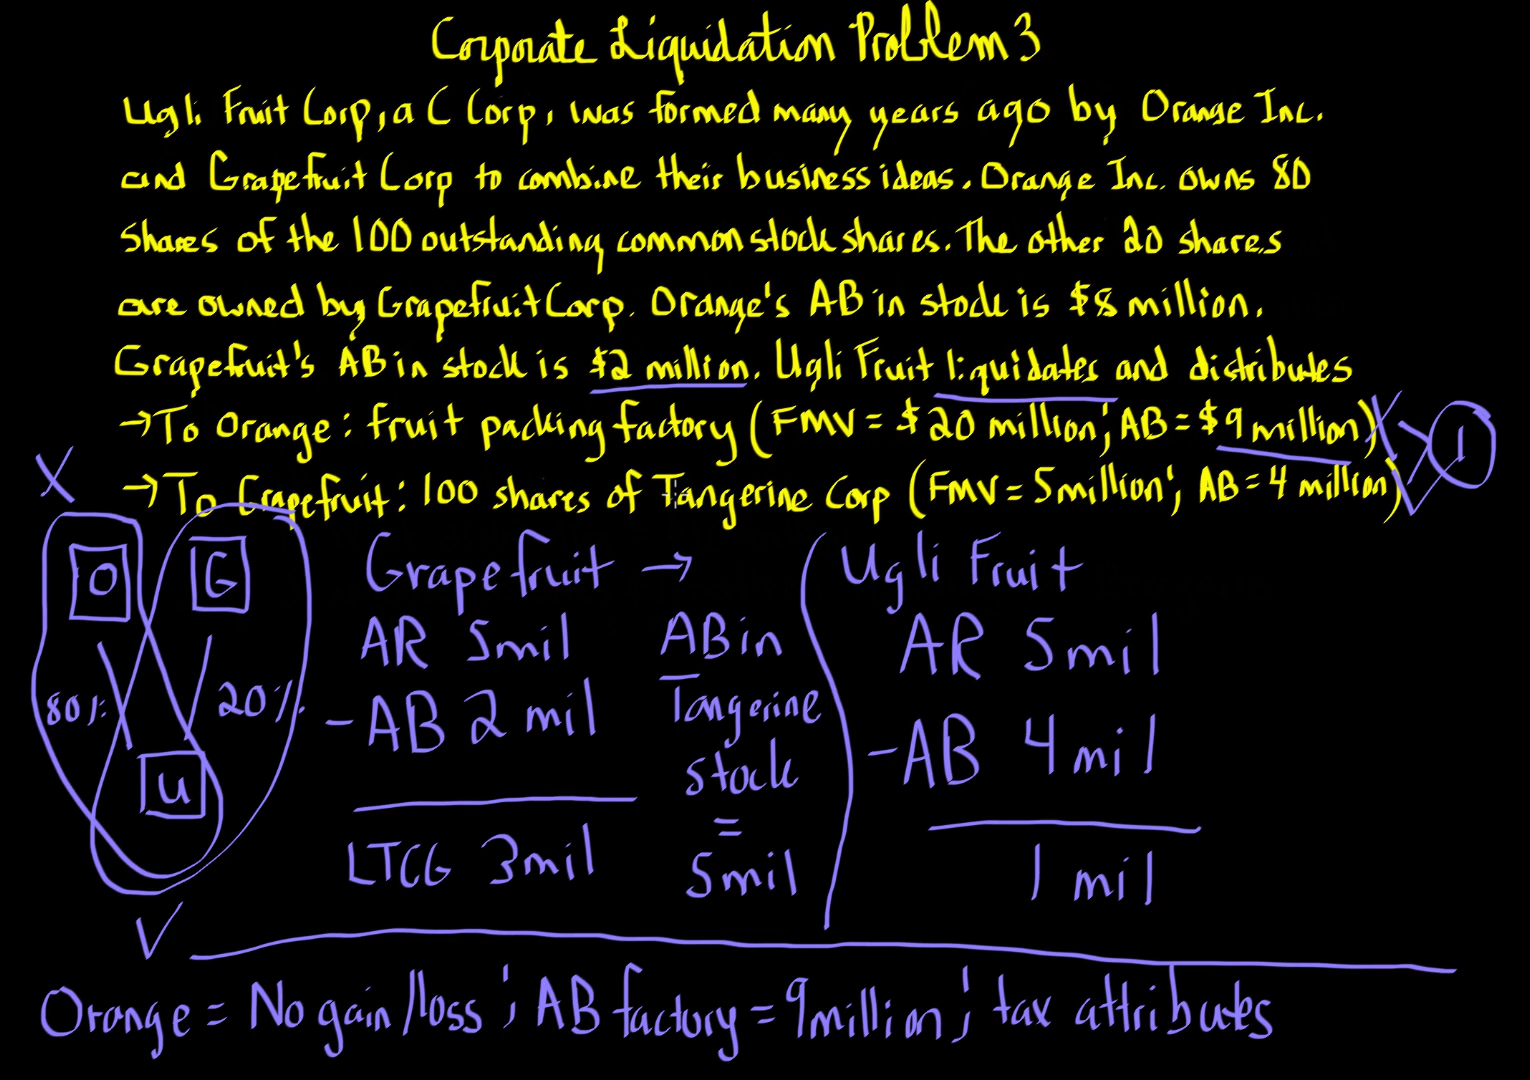 Corporate Liquidation Problem 3
Ugli Fruit Corp, a C Corp, was formed many years ago by Orange Inc.
and Grapefruit Corp to combine their business ideas. Orange Inc. owns 80
shares of the 100 outstanding common stock shares. The other 20 shares
are owned by Grapefruit Corp. Orange's AB in stock is $8 million.
Grapefruit's AB in stock is $2 million. Ugli Fruit liquidates and distributes
→To Orange: fruit packing factory (FMV = $20 million; AB = $9 million)
→To Grapefruit: 100 shares of Tangerine Corp (FMV = 5million; AB = 4 million)
1
X
O
G
80%
20%
U
✓
Grapefruit →
AR 5mil
-AB 2 mil
LTCG 3mil
AB in
Tangerine
stock
=
5mil
Ugli Fruit
AR 5mil
-AB 4mil
1 mil
Orange = No gain/loss; AB factory = 9million; tax attributes